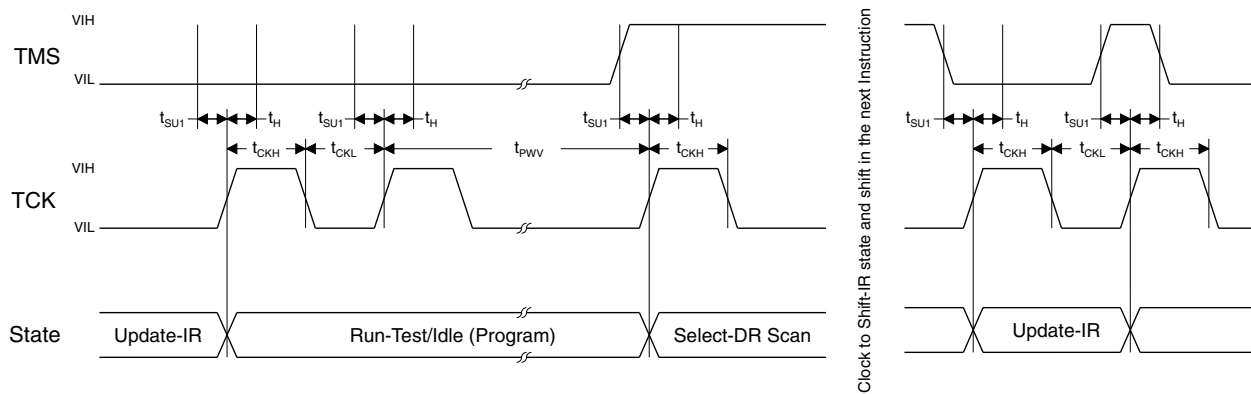 VIH
TMS
VIL
tSU1 tH tSU1 tH tSU1 tH tSU1 tH tSU1 tH
tCKH tCKL tPWV tCKH tCKH tCKL tCKH
VIH
TCK
VIL
State
Update-IR Run-Test/Idle (Program) Select-DR Scan
Clock to Shift-IR state and shift in the next Instruction
Update-IR